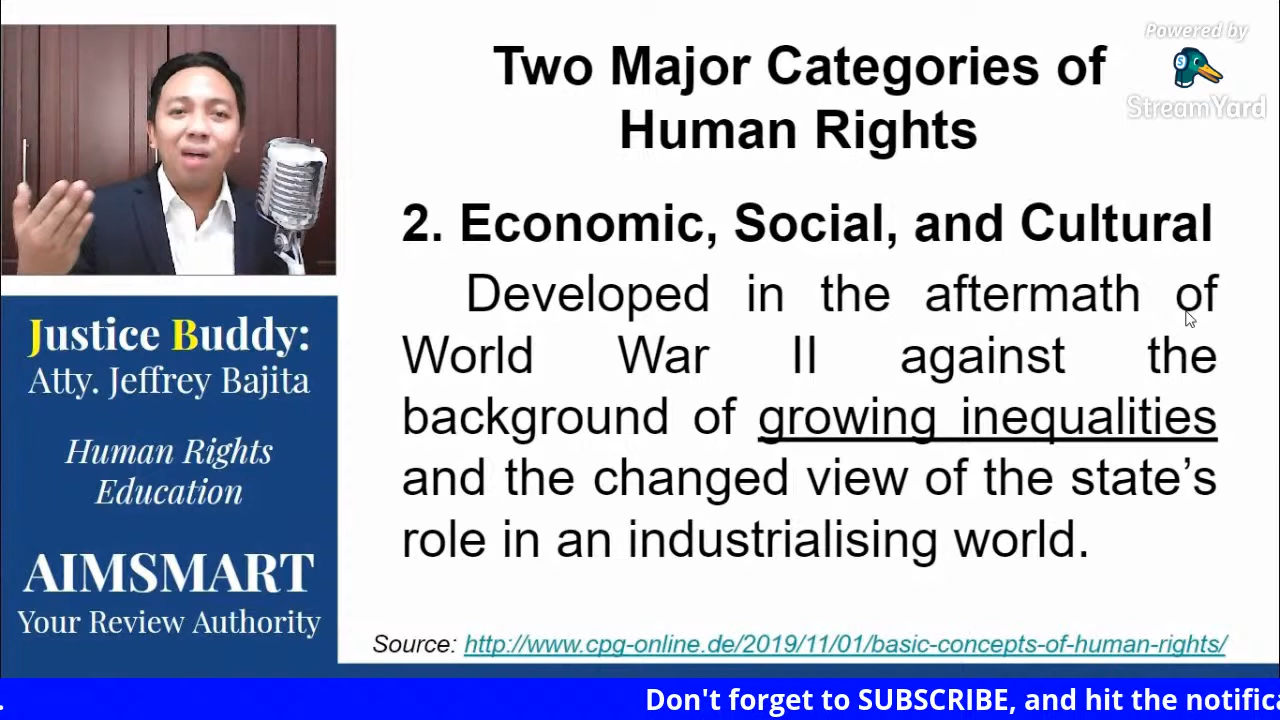 Two Major Categories of
Human Rights
Powered by
StreamYard
2. Economic, Social, and Cultural
Developed in the aftermath of
World War II against the
background of growing inequalities
and the changed view of the state’s
role in an industrialising world.
Source: http://www.cpg-online.de/2019/11/01/basic-concepts-of-human-rights/
Justice Buddy:
Atty. Jeffrey Bajita
Human Rights
Education
AIMSMART
Your Review Authority
. Don't forget to SUBSCRIBE, and hit the notifica